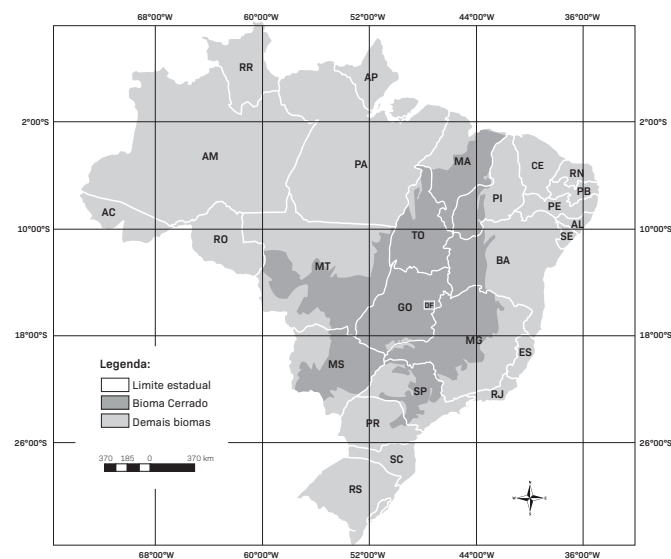 68°00'W 60°00'W 52°00'W 44°00'W 36°00'W
RR
AP
2°00'S 2°00'S
AM PA MA CE RN
PB
PI PE
AC AL
10°00'S 10°00'S
RO TO SE
MT BA
GO DF
18°00'S 18°00'S
MG
ES
MS
SP
RJ
PR
Legenda:
Limite estadual
Bioma Cerrado
Demais biomas
26°00'S 26°00'S
370 185 0 370 km
SC
RS
68°00'W 60°00'W 52°00'W 44°00'W 36°00'W